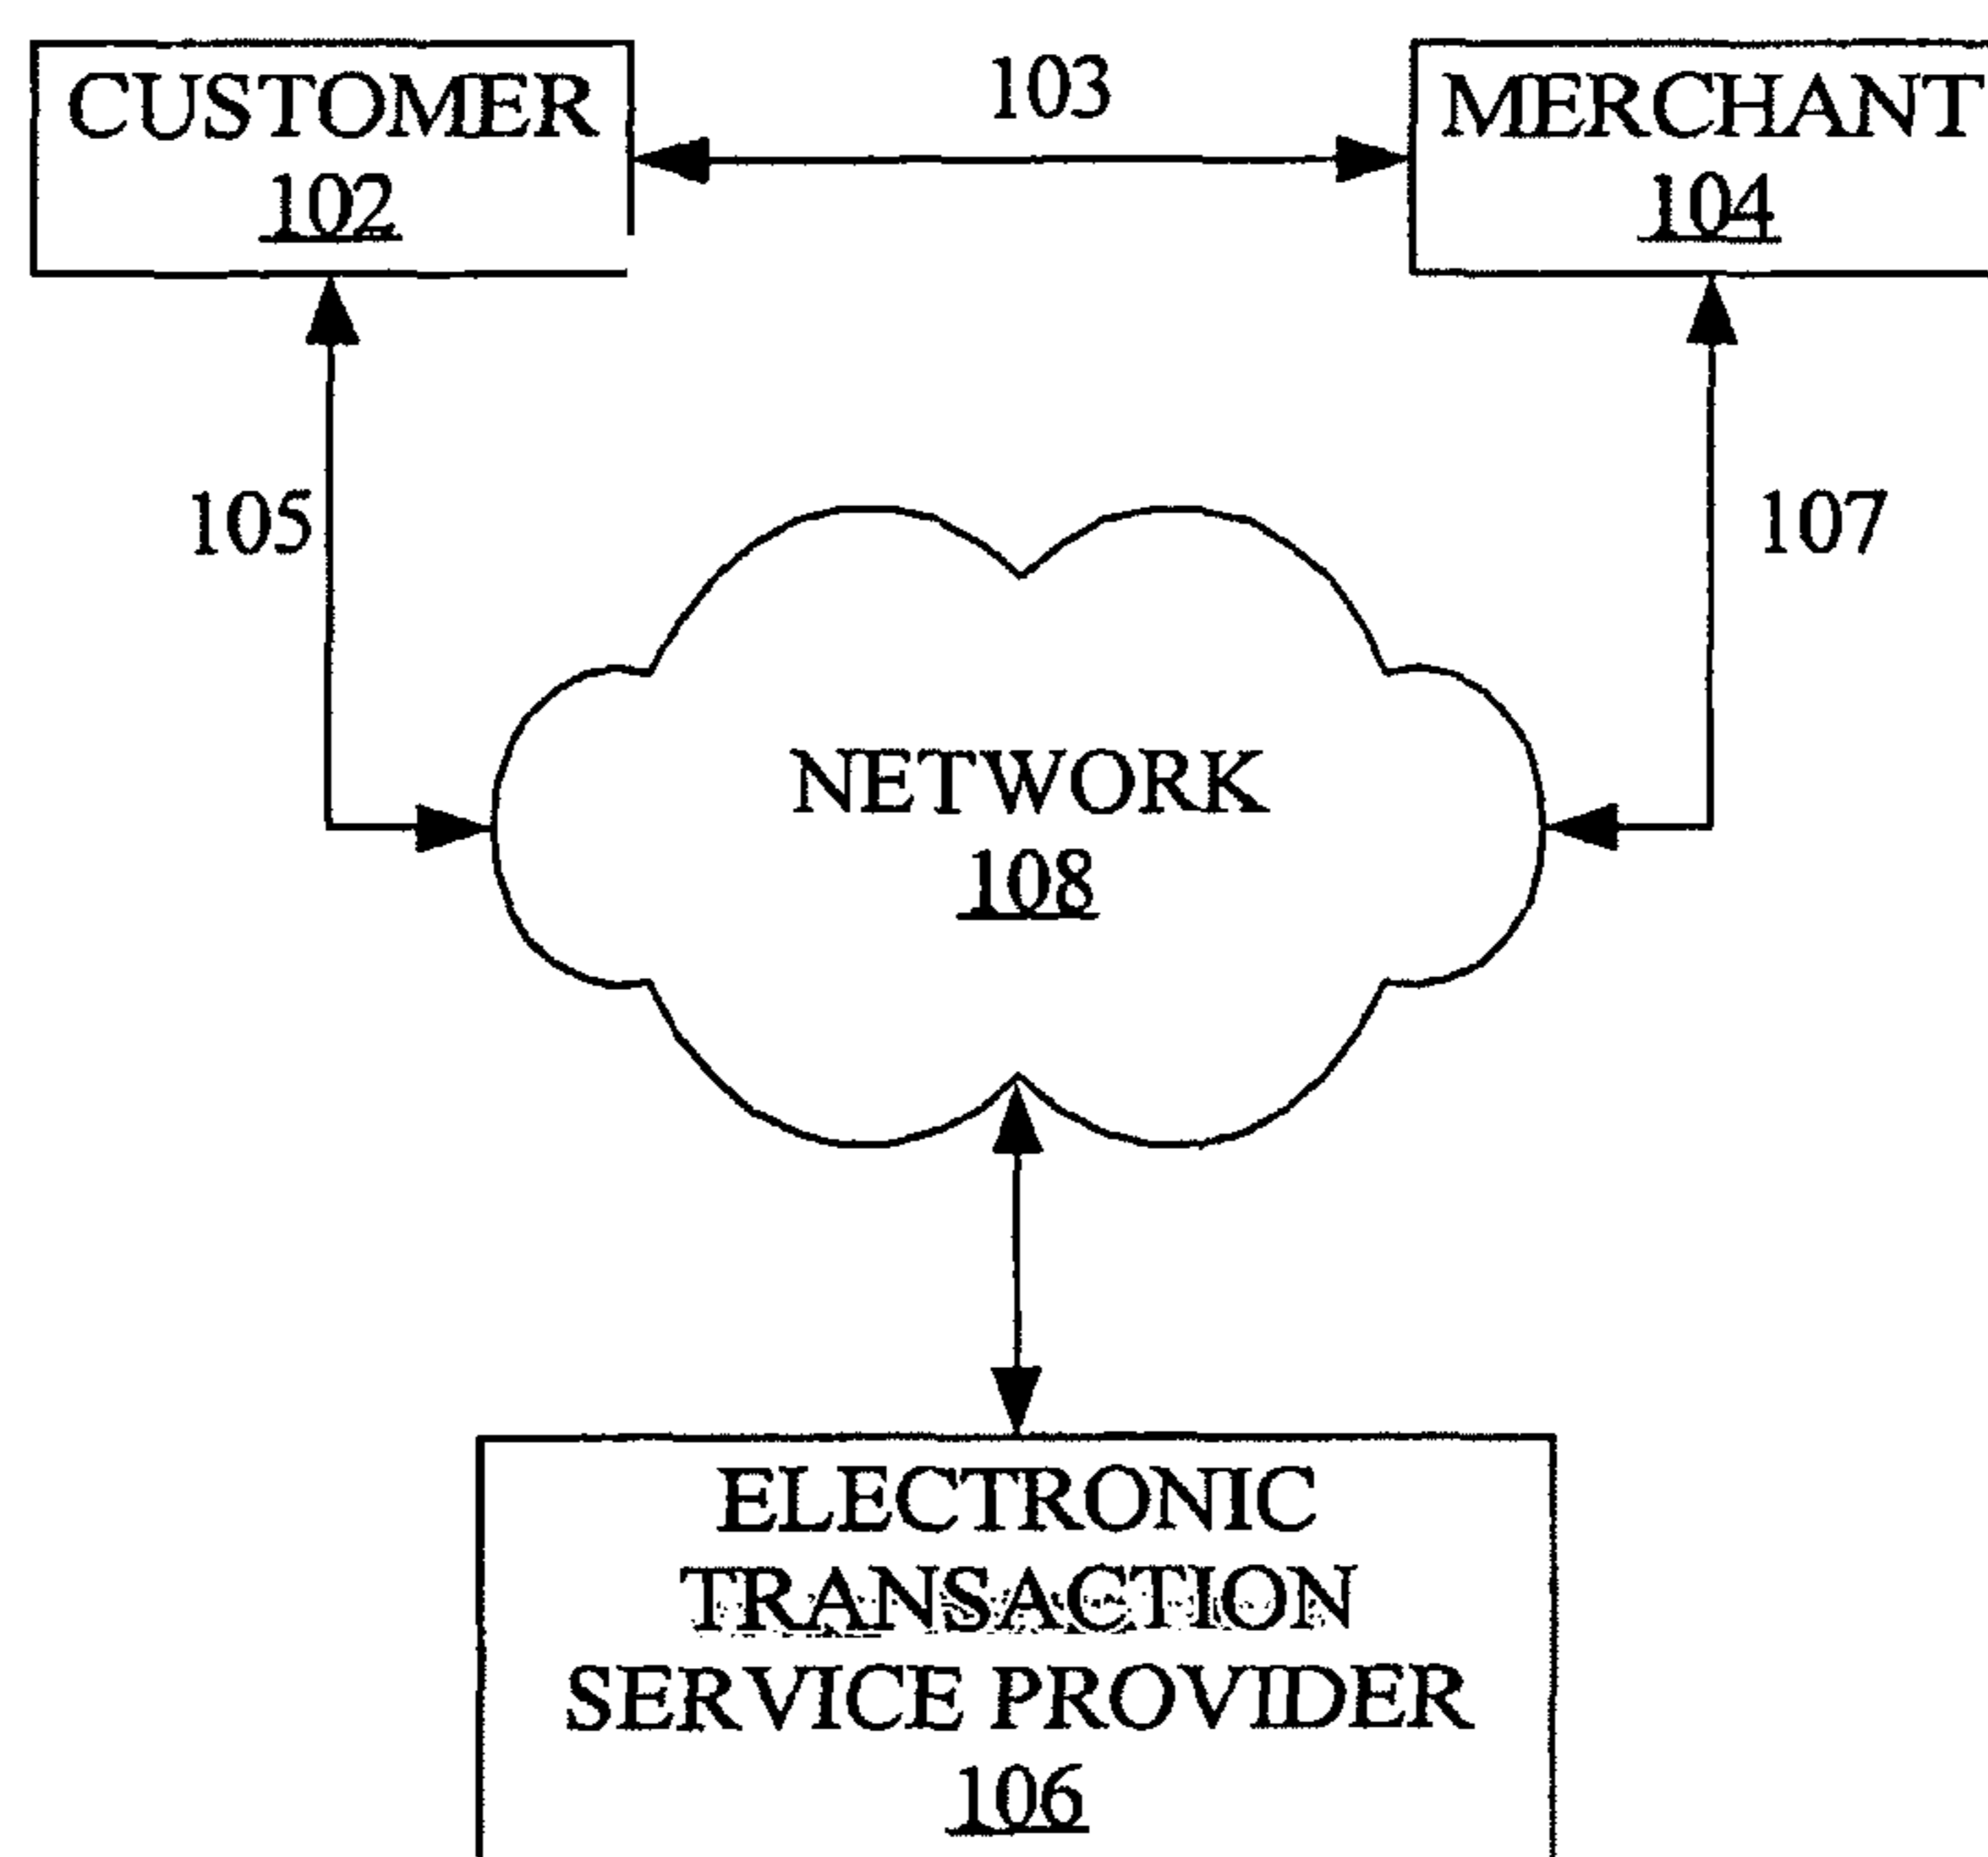 CUSTOMER
102
103
MERCHANT
104
105
107
NETWORK
108
ELECTRONIC
TRANSACTION
SERVICE PROVIDER
106